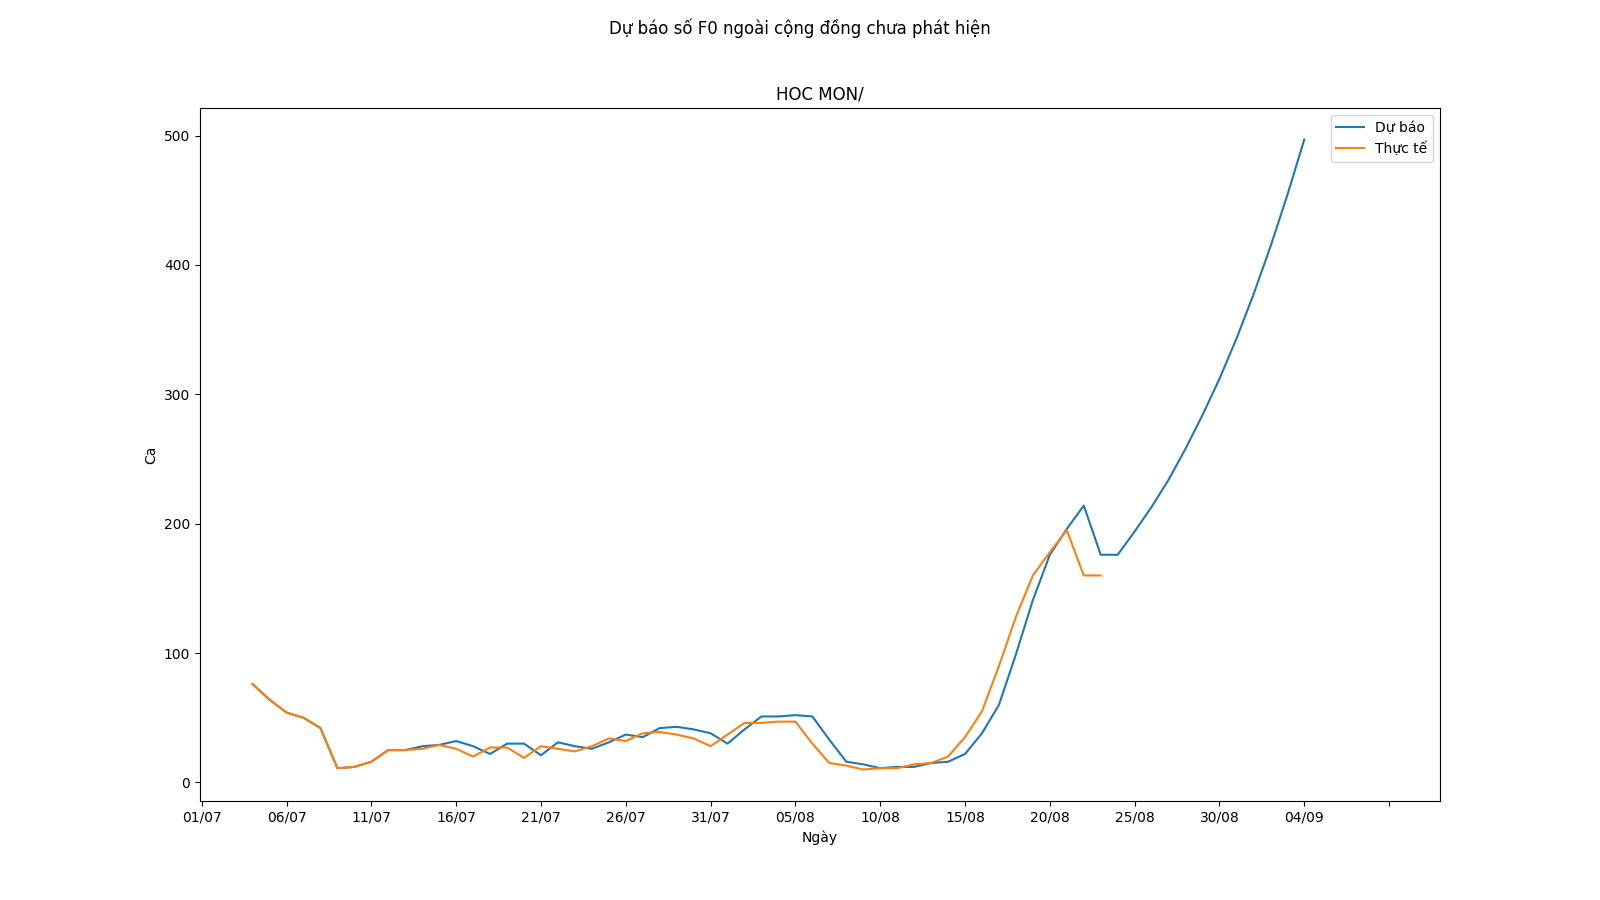 Dự báo số F0 ngoài cộng đồng chưa phát hiện
HOC MON/
500
400
300
200
100
0
Ca
Dự báo
Thực tế
01/07 06/07 11/07 16/07 21/07 26/07 31/07 05/08 10/08 15/08 20/08 25/08 30/08 04/09
Ngày